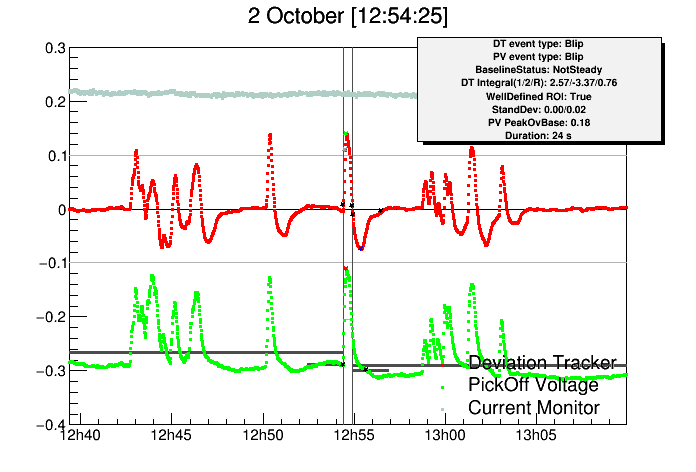 2 October [12:54:25]
DT event type: Blip
PV event type: Blip
BaselineStatus: NotSteady
DT Integral(1/2/R): 2.57/-3.37/0.76
WellDefined ROI: True
StandDev: 0.00/0.02
PV PeakOvBase: 0.18
Duration: 24 s
0.3
0.2
0.1
0
−0.1
−0.2
−0.3
−0.4
Deviation Tracker
PickOff Voltage
Current Monitor
12h40 12h45 12h50 12h55 13h00 13h05